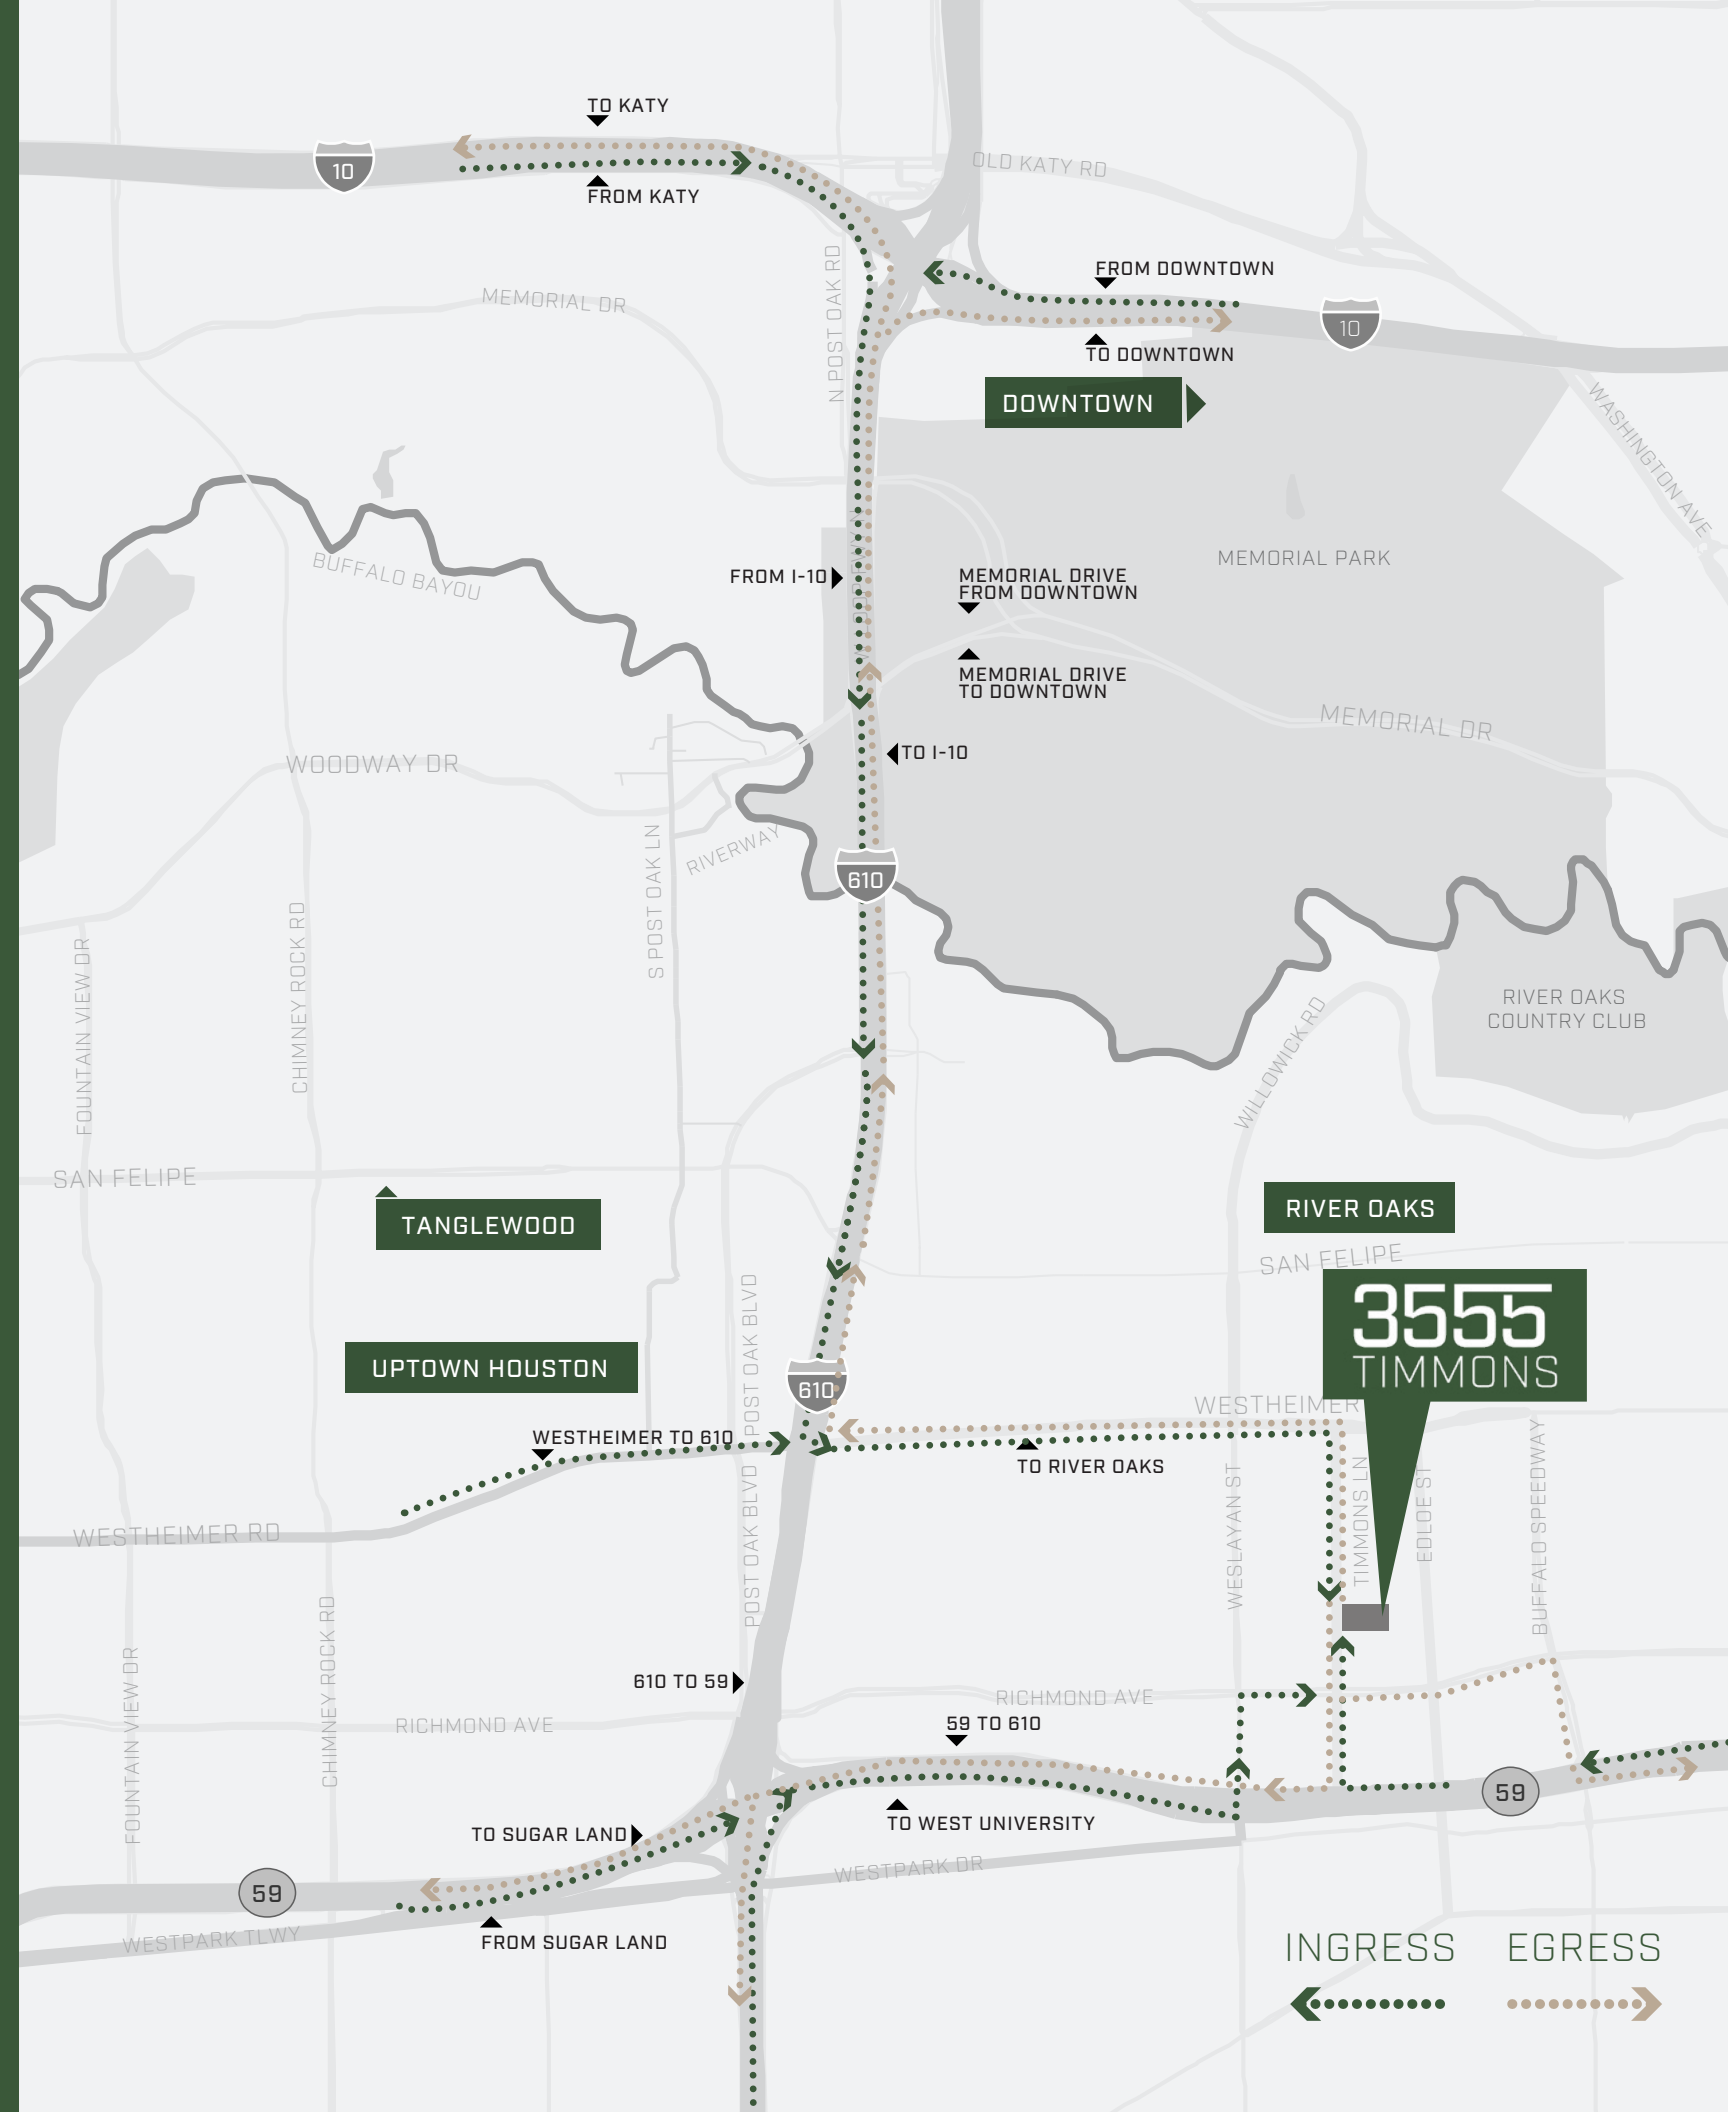 TO KATY
10
FROM KATY
OLD KATY RD
N POST OAK RD
MEMORIAL DR
FROM DOWNTOWN
10
TO DOWNTOWN
DOWNTOWN
WASHINGTON AVE
BUFFALO BAYOU
FROM I-10
MEMORIAL DRIVE
FROM DOWNTOWN
MEMORIAL PARK
MEMORIAL DRIVE
TO DOWNTOWN
MEMORIAL DR
WOODWAY DR
TO I-10
S POST OAK LN
RIVERWAY
610
FOUNTAIN VIEW DR
CHIMNEY ROCK RD
RIVER OAKS
COUNTRY CLUB
WILLOWICK RD
SAN FELIPE
TANGLEWOOD
RIVER OAKS
SAN FELIPE
3555
TIMMONS
POST OAK BLVD
UPTOWN HOUSTON
610
WESTHEIMER
WESTHEIMER TO 610
TO RIVER OAKS
WESTHEIMER RD
POST OAK BLVD
WESLAYAN ST
TIMMONS LN
EDLOE ST
BUFFALO SPEEDWAY
FOUNTAIN VIEW DR
CHIMNEY ROCK RD
610 TO 59
RICHMOND AVE
RICHMOND AVE
59 TO 610
59
TO WEST UNIVERSITY
TO SUGAR LAND
WESTPARK DR
59
WESTPARK TLWY
FROM SUGAR LAND
INGRESS
EGRESS